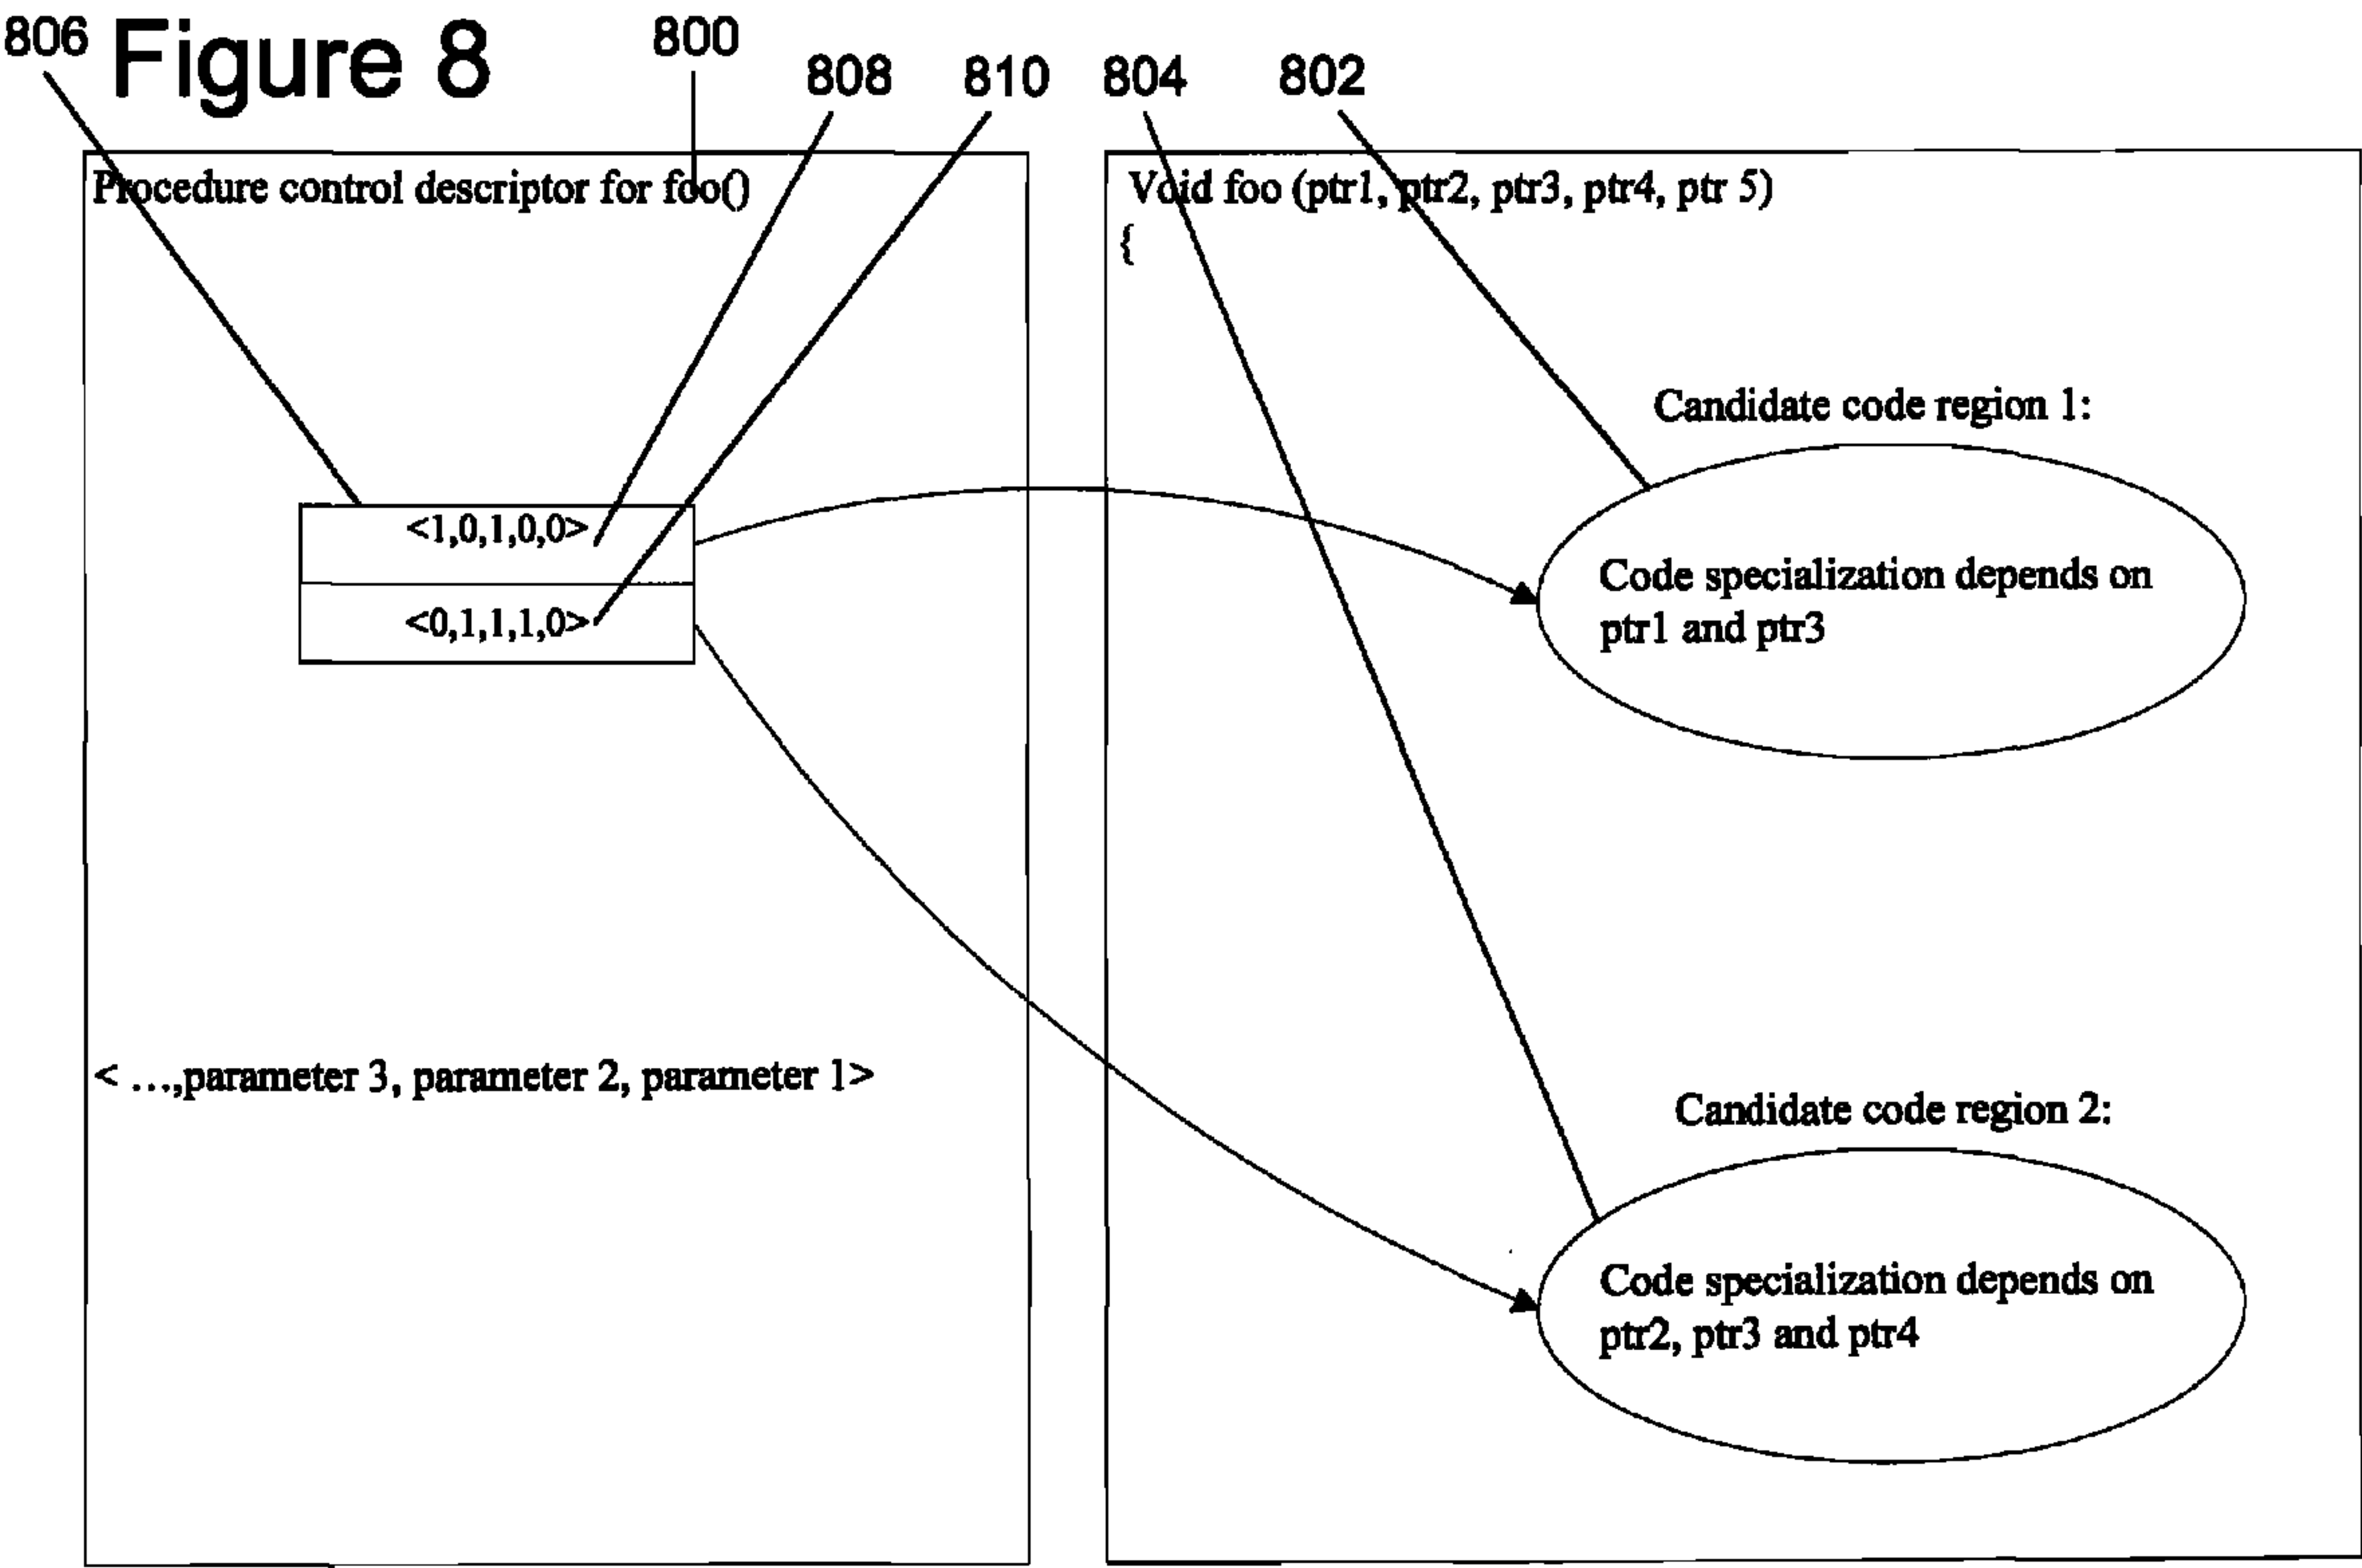 806 Figure 8 800
808 810 804 802
Procedure control descriptor for foo()
<1,0,1,0,0>
<0,1,1,1,0>
< ...,parameter 3, parameter 2, parameter 1>
Void foo (ptr1, ptr2, ptr3, ptr4, ptr 5)
{
Candidate code region 1:
Code specialization depends on
ptr1 and ptr3
Candidate code region 2:
Code specialization depends on
ptr2, ptr3 and ptr4